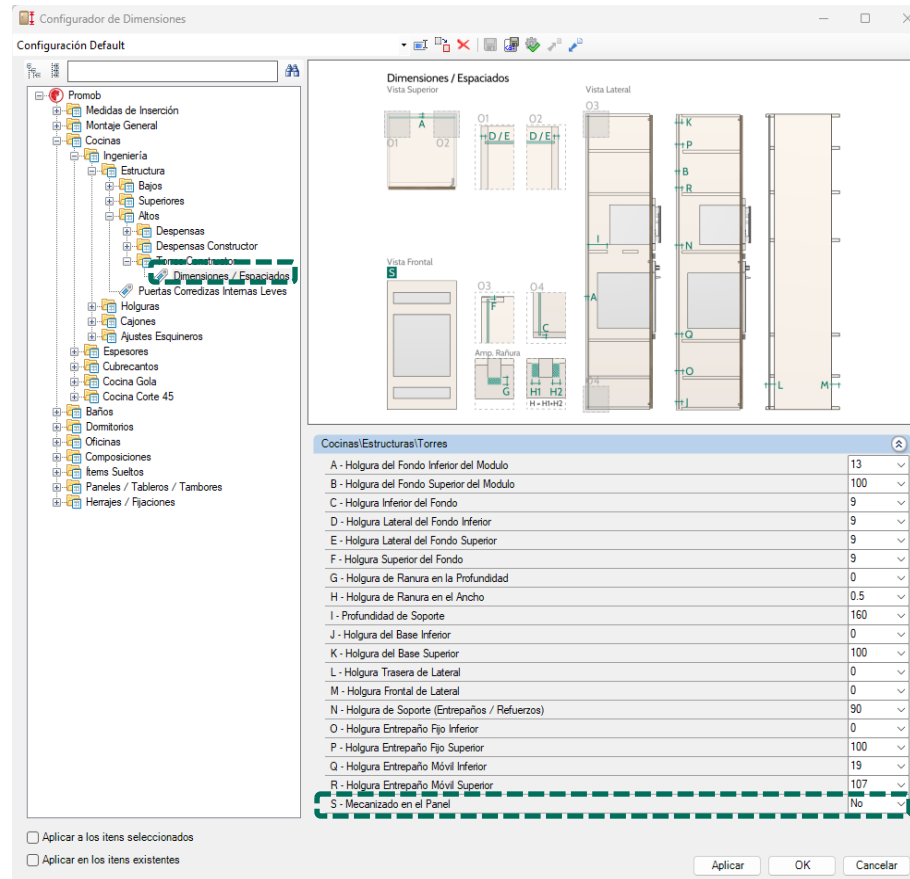 Configurador de Dimensiones
Configuración Default
Promob
Medidas de Inserción
Montaje General
Cocinas
Ingeniería
Estructura
Bajos
Superiores
Altos
Despensas
Despensas Constructor
Torres Constructor
Dimensiones / Espaciados
Puertas Corredizas Internas Leves
Holguras
Cajones
Ajustes Esquineros
Espesores
Cubrecantos
Cocina Gola
Cocina Corte 45
Baños
Dormitorios
Oficinas
Composiciones
Ítems Sueltos
Paneles / Tableros / Tambores
Herrajes / Fijaciones
Dimensiones / Espaciados
Vista Superior
A
O1 O2
O1 O2
D / E D / E
Vista Lateral
O3
I
A
O4
K
P
B
R
N
Q
O
J
L M
Vista Frontal
S
O3 O4
F C
Amp. Rañura
G H1 H2
H = H1+H2
Cocinas\Estructuras\Torres
A - Holgura del Fondo Inferior del Modulo 13
B - Holgura del Fondo Superior del Modulo 100
C - Holgura Inferior del Fondo 9
D - Holgura Lateral del Fondo Inferior 9
E - Holgura Lateral del Fondo Superior 9
F - Holgura Superior del Fondo 9
G - Holgura de Ranura en la Profundidad 0
H - Holgura de Ranura en el Ancho 0.5
I - Profundidad de Soporte 160
J - Holgura del Base Inferior 0
K - Holgura del Base Superior 100
L - Holgura Trasera de Lateral 0
M - Holgura Frontal de Lateral 0
N - Holgura de Soporte (Entrepaños / Refuerzos) 90
O - Holgura Entrepaño Fijo Inferior 0
P - Holgura Entrepaño Fijo Superior 100
Q - Holgura Entrepaño Móvil Inferior 19
R - Holgura Entrepaño Móvil Superior 107
S - Mecanizado en el Panel No
Aplicar a los itens seleccionados
Aplicar en los itens existentes
Aplicar OK Cancelar